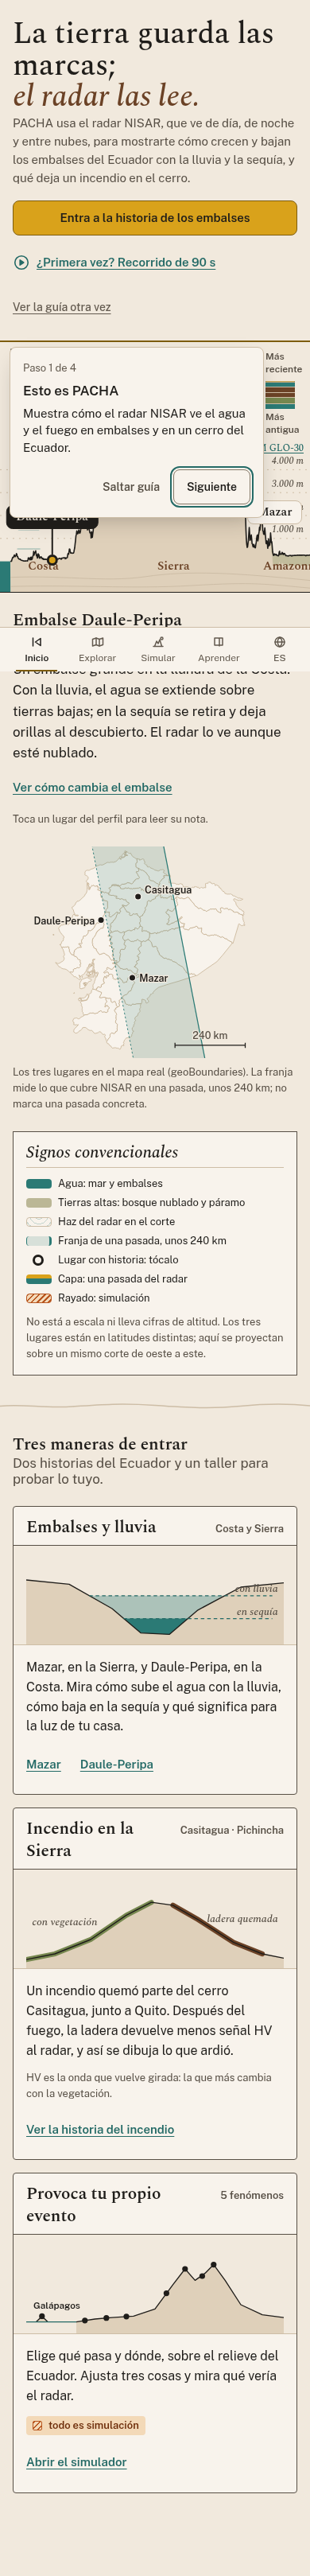 La tierra guarda las
marcas;
el radar las lee.
PACHA usa el radar NISAR, que ve de día, de noche
y entre nubes, para mostrarte cómo crecen y bajan
los embalses del Ecuador con la lluvia y la sequía, y
qué deja un incendio en el cerro.
Entra a la historia de los embalses
¿Primera vez? Recorrido de 90 s
Ver la guía otra vez
Más
reciente
Más
antigua
GLO-30
4.000 m
3.000 m
1.000 m
Paso 1 de 4
Esto es PACHA
Muestra cómo el radar NISAR ve el agua
y el fuego en embalses y en un cerro del
Ecuador.
Saltar guía
Siguiente
Daule-Peripa
Mazar
Costa
Sierra
Amazon
Embalse Daule-Peripa
Inicio
Explorar
Simular
Aprender
ES
Con la lluvia, el agua se extiende sobre
tierras bajas; en la sequía se retira y deja
orillas al descubierto. El radar lo ve aunque
esté nublado.
Ver cómo cambia el embalse
Toca un lugar del perfil para leer su nota.
Casitagua
Daule-Peripa
Mazar
240 km
Los tres lugares en el mapa real (geoBoundaries). La franja
mide lo que cubre NISAR en una pasada, unos 240 km; no
marca una pasada concreta.
Signos convencionales
Agua: mar y embalses
Tierras altas: bosque nublado y páramo
Haz del radar en el corte
Franja de una pasada, unos 240 km
Lugar con historia: tócalo
Capa: una pasada del radar
Rayado: simulación
No está a escala ni lleva cifras de altitud. Los tres
lugares están en latitudes distintas; aquí se proyectan
sobre un mismo corte de oeste a este.
Tres maneras de entrar
Dos historias del Ecuador y un taller para
probar lo tuyo.
Embalses y lluvia
Costa y Sierra
con lluvia
en sequía
Mazar, en la Sierra, y Daule-Peripa, en la
Costa. Mira cómo sube el agua con la lluvia,
cómo baja en la sequía y qué significa para
la luz de tu casa.
Mazar
Daule-Peripa
Incendio en la
Sierra
Casitagua · Pichincha
con vegetación
ladera quemada
Un incendio quemó parte del cerro
Casitagua, junto a Quito. Después del
fuego, la ladera devuelve menos señal HV
al radar, y así se dibuja lo que ardió.
HV es la onda que vuelve girada: la que más cambia
con la vegetación.
Ver la historia del incendio
Provoca tu propio
evento
5 fenómenos
Galápagos
Elige qué pasa y dónde, sobre el relieve del
Ecuador. Ajusta tres cosas y mira qué vería
el radar.
todo es simulación
Abrir el simulador